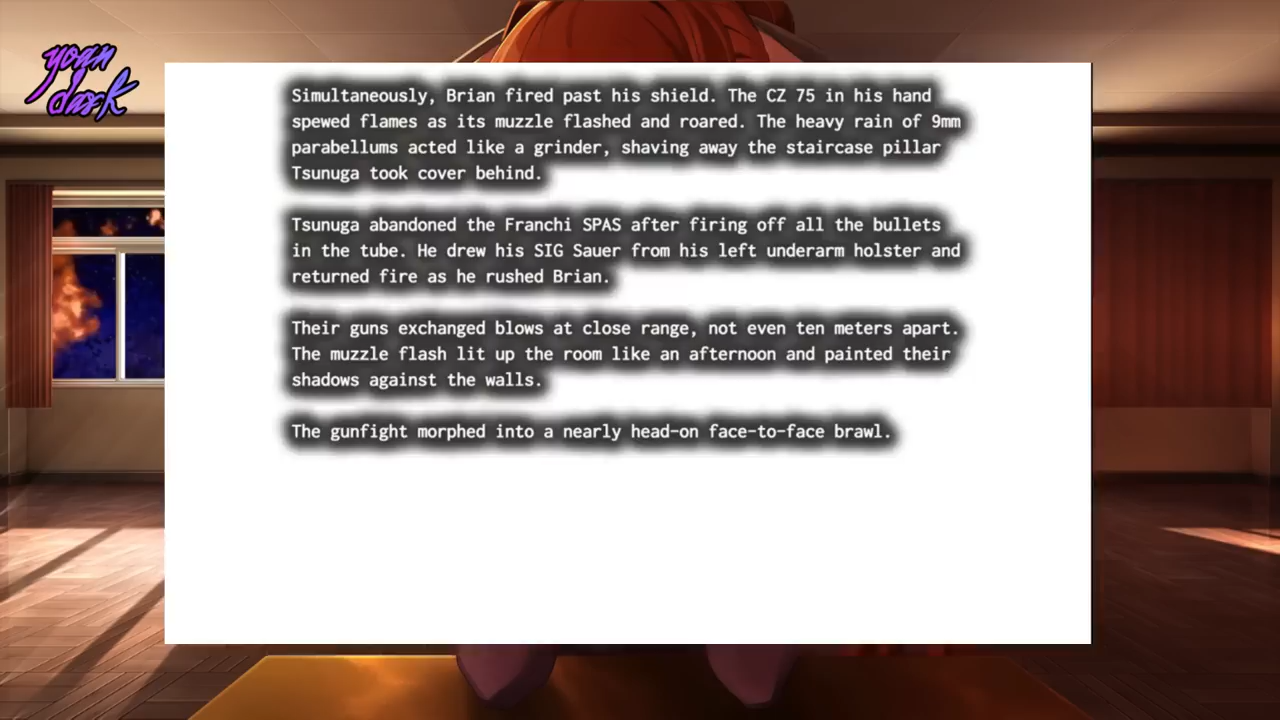 yoan
dark
Simultaneously, Brian fired past his shield. The CZ 75 in his hand
spewed flames as its muzzle flashed and roared. The heavy rain of 9mm
parabellums acted like a grinder, shaving away the staircase pillar
Tsunuga took cover behind.
Tsunuga abandoned the Franchi SPAS after firing off all the bullets
in the tube. He drew his SIG Sauer from his left underarm holster and
returned fire as he rushed Brian.
Their guns exchanged blows at close range, not even ten meters apart.
The muzzle flash lit up the room like an afternoon and painted their
shadows against the walls.
The gunfight morphed into a nearly head-on face-to-face brawl.